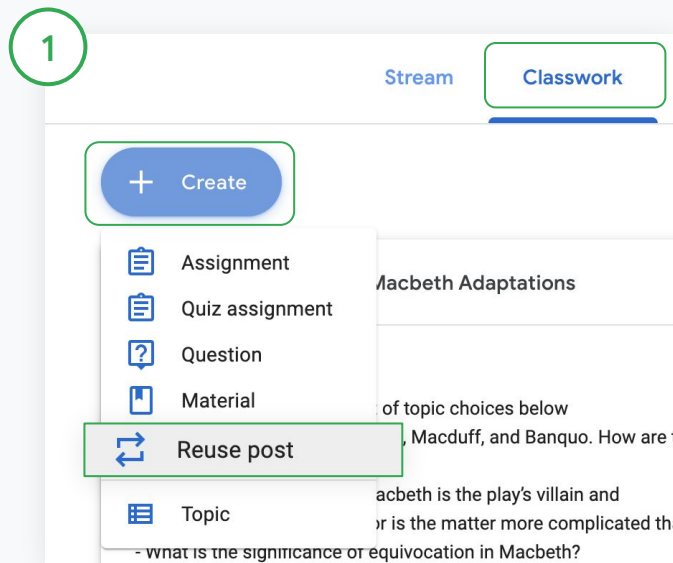 1
Stream Classwork
+ Create
Assignment
Macbeth Adaptations
Quiz assignment
Question
Material
of topic choices below
, Macduff, and Banquo. How are
Reuse post
acbeth is the play's villain and
Topic
or is the matter more complicated
- What is the significance of equivocation in Macbeth?